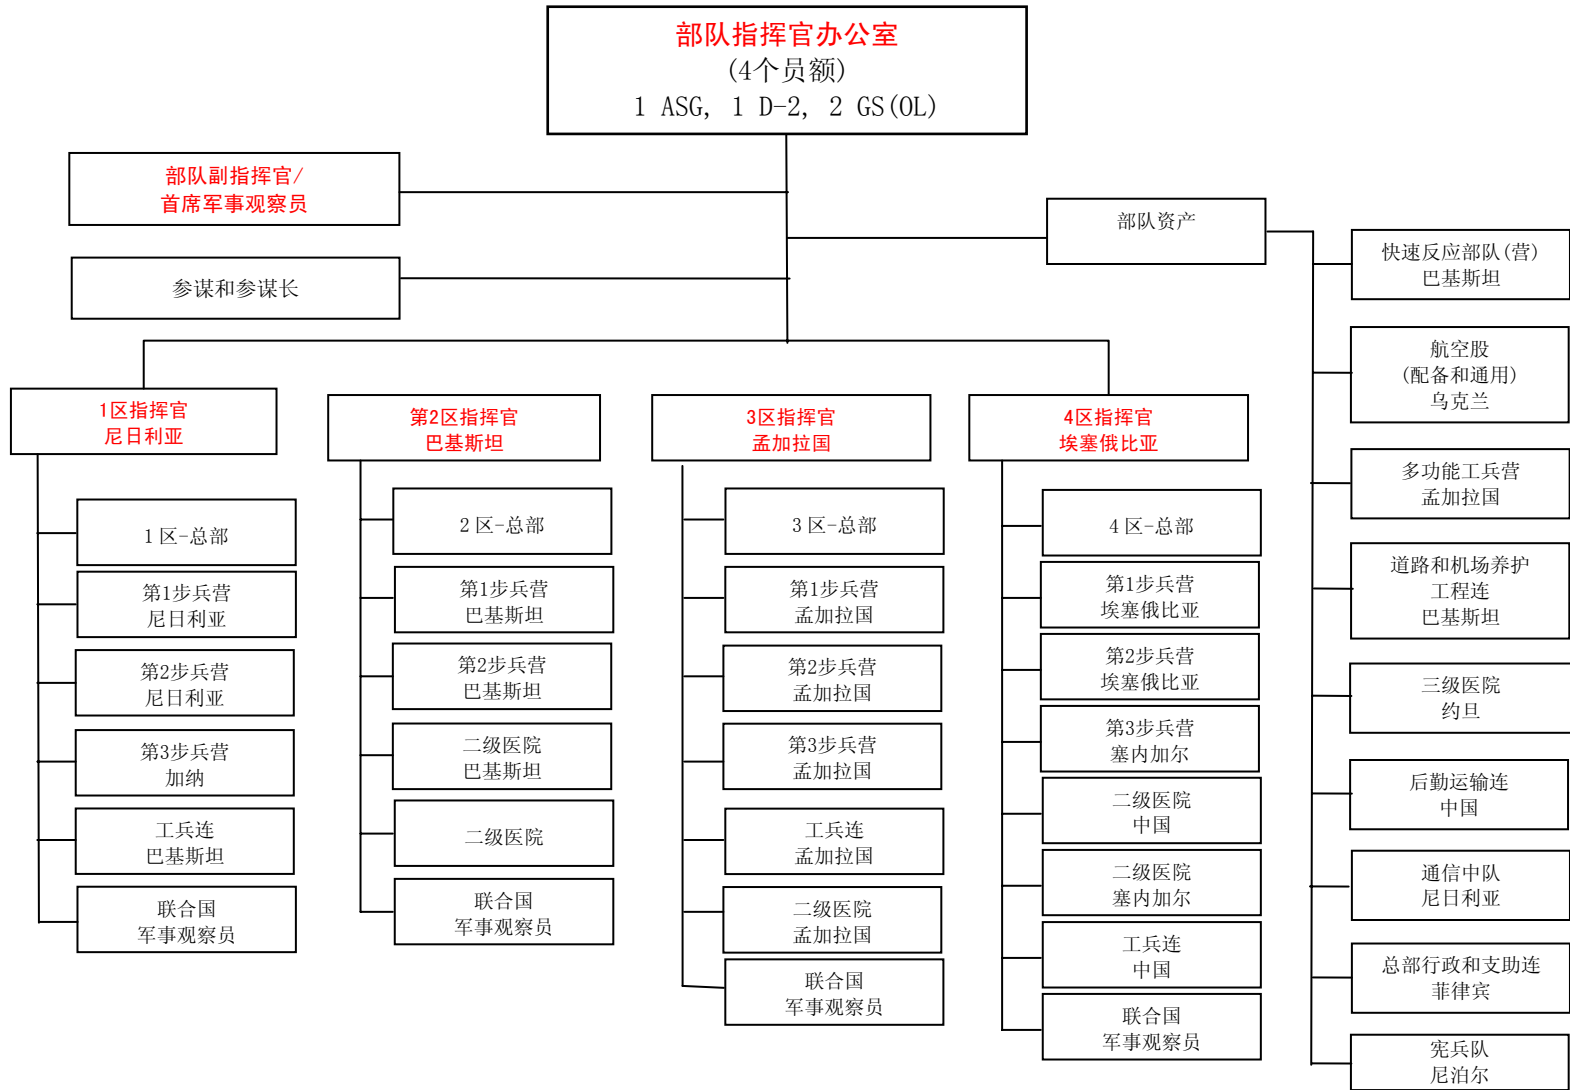 部队指挥官办公室
(4个员额)
1 ASG, 1 D-2, 2 GS(OL)
部队副指挥官/
首席军事观察员
参谋和参谋长
部队资产
快速反应部队(营)
巴基斯坦
航空股
(配备和通用)
乌克兰
多功能工兵营
孟加拉国
道路和机场养护
工程连
巴基斯坦
三级医院
约旦
后勤运输连
中国
通信中队
尼日利亚
总部行政和支助连
菲律宾
宪兵队
尼泊尔
1区指挥官
尼日利亚
1区-总部
第1步兵营
尼日利亚
第2步兵营
尼日利亚
第3步兵营
加纳
工兵连
巴基斯坦
联合国
军事观察员
第2区指挥官
巴基斯坦
2区-总部
第1步兵营
巴基斯坦
第2步兵营
巴基斯坦
二级医院
巴基斯坦
二级医院
联合国
军事观察员
3区指挥官
孟加拉国
3区-总部
第1步兵营
孟加拉国
第2步兵营
孟加拉国
第3步兵营
孟加拉国
工兵连
孟加拉国
二级医院
孟加拉国
联合国
军事观察员
4区指挥官
埃塞俄比亚
4区-总部
第1步兵营
埃塞俄比亚
第2步兵营
埃塞俄比亚
第3步兵营
塞内加尔
二级医院
中国
二级医院
塞内加尔
工兵连
中国
联合国
军事观察员